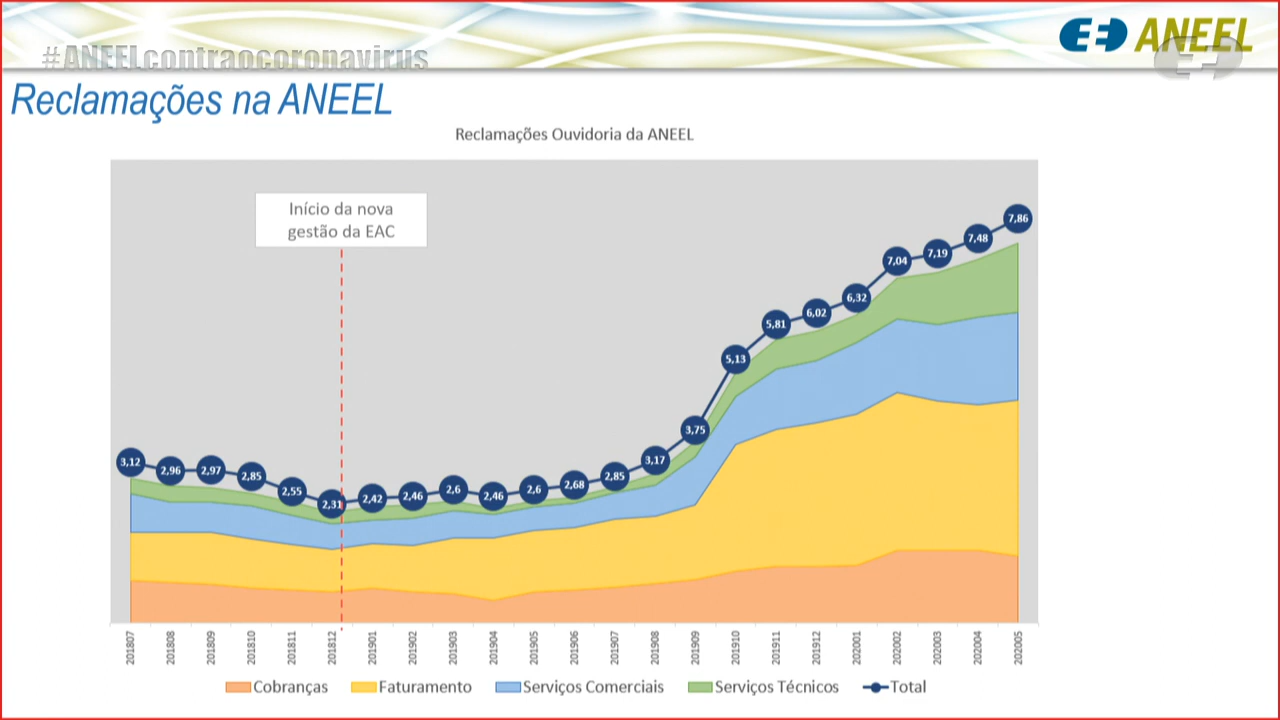 #ANEELcontraocoronavirus
ANEEL
Reclamações na ANEEL
Reclamações Ouvidoria da ANEEL
Início da nova
gestão da EAC
3,12 2,96 2,97 2,85 2,55 2,31 2,42 2,46 2,6 2,46 2,6 2,68 2,85 3,17 3,75 5,13 5,81 6,02 6,32 7,04 7,19 7,48 7,86
201807 201808 201809 201810 201811 201812 201901 201902 201903 201904 201905 201906 201907 201908 201909 201910 201911 201912 202001 202002 202003 202004 202005
Cobranças Faturamento Serviços Comerciais Serviços Técnicos Total